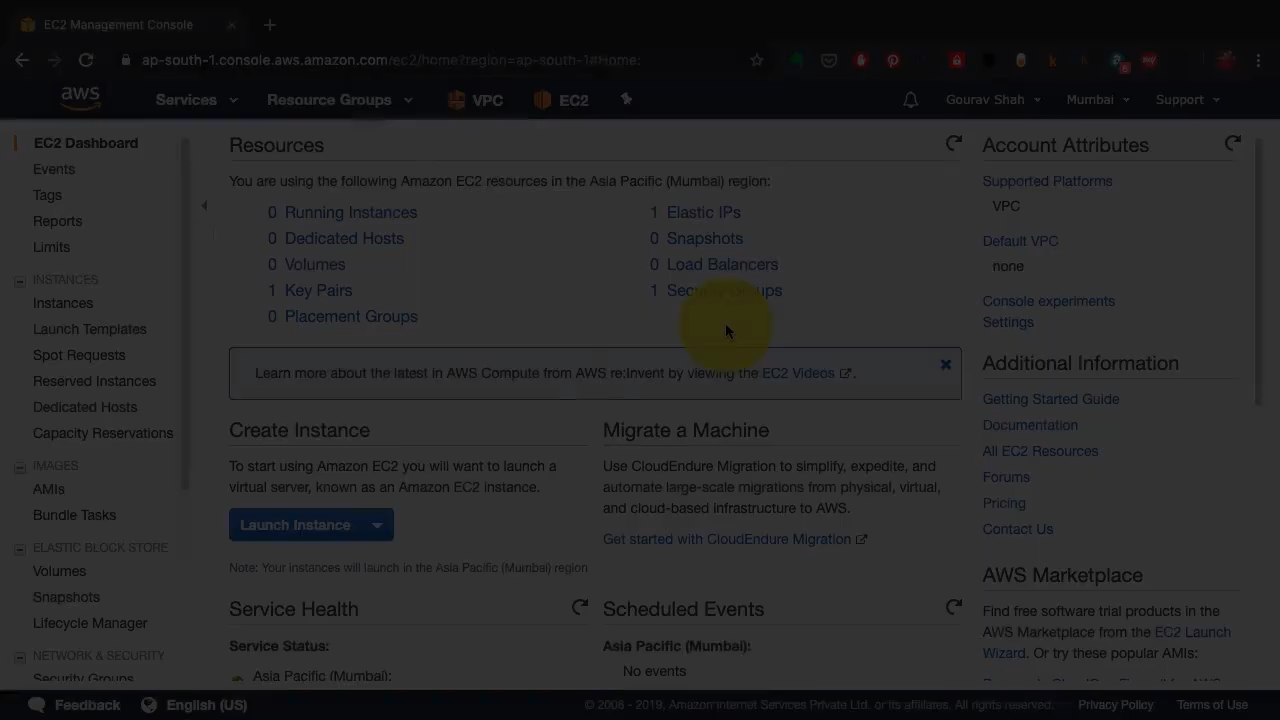 EC2 Management Console
ap-south-1.console.aws.amazon.com/ec2/home?region=ap-south-1#Home:
aws Services Resource Groups VPC EC2 Gourav Shah Mumbai Support
EC2 Dashboard
Events
Tags
Reports
Limits
INSTANCES
Instances
Launch Templates
Spot Requests
Reserved Instances
Dedicated Hosts
Capacity Reservations
IMAGES
AMIs
Bundle Tasks
ELASTIC BLOCK STORE
Volumes
Snapshots
Lifecycle Manager
NETWORK & SECURITY
Security Groups
Resources
You are using the following Amazon EC2 resources in the Asia Pacific (Mumbai) region:
0 Running Instances
0 Dedicated Hosts
0 Volumes
1 Key Pairs
0 Placement Groups
1 Elastic IPs
0 Snapshots
0 Load Balancers
1 Security Groups
Learn more about the latest in AWS Compute from AWS re:Invent by viewing the EC2 Videos.
Create Instance
To start using Amazon EC2 you will want to launch a
virtual server, known as an Amazon EC2 instance.
Launch Instance
Note: Your instances will launch in the Asia Pacific (Mumbai) region
Migrate a Machine
Use CloudEndure Migration to simplify, expedite, and
automate large-scale migrations from physical, virtual,
and cloud-based infrastructure to AWS.
Get started with CloudEndure Migration
Service Health
Service Status:
Asia Pacific (Mumbai):
Scheduled Events
Asia Pacific (Mumbai):
No events
Account Attributes
Supported Platforms
VPC
Default VPC
none
Console experiments
Settings
Additional Information
Getting Started Guide
Documentation
All EC2 Resources
Forums
Pricing
Contact Us
AWS Marketplace
Find free software trial products in the
AWS Marketplace from the EC2 Launch
Wizard. Or try these popular AMIs:
Feedback English (US) © 2008 - 2019, Amazon Internet Services Private Ltd. or its affiliates. All rights reserved. Privacy Policy Terms of Use